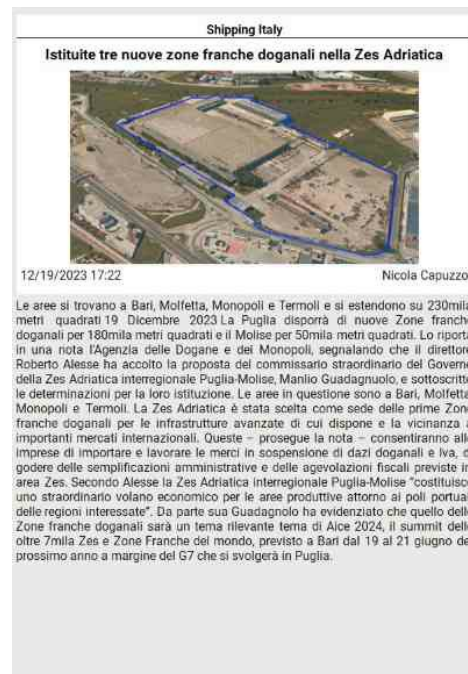 Shipping Italy
Istituite tre nuove zone franche doganali nella Zes Adriatica
12/19/2023 17:22 Nicola Capuzzo
Le aree si trovano a Bari, Molfetta, Monopoli e Termoli e si estendono su 230mila
metri quadrati 19 Dicembre 2023 La Puglia disporrà di nuove Zone franche
doganali per 180mila metri quadrati e il Molise per 50mila metri quadrati. Lo riporta
in una nota l'Agenzia delle Dogane e dei Monopoli, segnalando che il direttor
Roberto Alesse ha accolto la proposta del commissario straordinario del Governo
della Zes Adriatica interregionale Puglia-Molise, Manlio Guadagnuolo, e sottoscritto
le determinazioni per la loro istituzione. Le aree in questione sono a Bari, Molfetta
Monopoli e Termoli. La Zes Adriatica è stata scelta come sede delle prime Zone
franche doganali per le infrastrutture avanzate di cui dispone e la vicinanza a
importanti mercati internazionali. Queste – prosegue la nota – consentiranno all
imprese di importare e lavorare le merci in sospensione di dazi doganali e Iva, d
godere delle semplificazioni amministrative e delle agevolazioni fiscali previste in
area Zes. Secondo Alesse la Zes Adriatica interregionale Puglia-Molise "costituisc
uno straordinario volano economico per le aree produttive attorno ai poli portua
delle regioni interessate". Da parte sua Guadagnolo ha evidenziato che quello dell
Zone franche doganali sarà un tema rilevante tema di Aice 2024, il summit dell
oltre 7mila Zes e Zone Franche del mondo, previsto a Bari dal 19 al 21 giugno de
prossimo anno a margine del G7 che si svolgerà in Puglia.